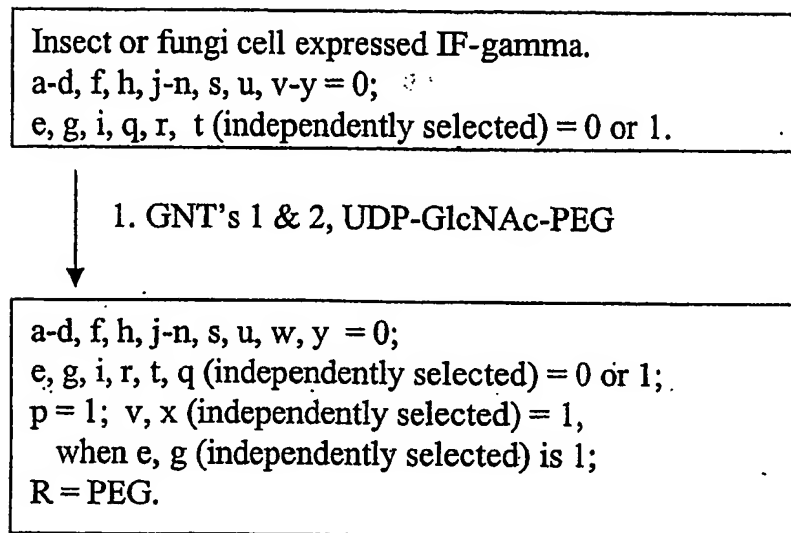 Insect or fungi cell expressed IF-gamma.
a-d, f, h, j-n, s, u, v-y = 0;
e, g, i, q, r, t (independently selected) = 0 or 1.
1. GNT's 1 & 2, UDP-GlcNAc-PEG
a-d, f, h, j-n, s, u, w, y = 0;
e, g, i, r, t, q (independently selected) = 0 or 1;
p = 1; v, x (independently selected) = 1,
when e, g (independently selected) is 1;
R = PEG.